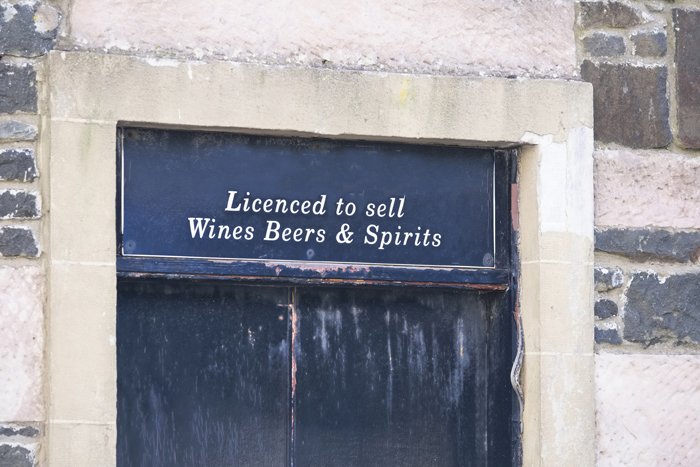 Licenced to sell
Wines Beers & Spirits